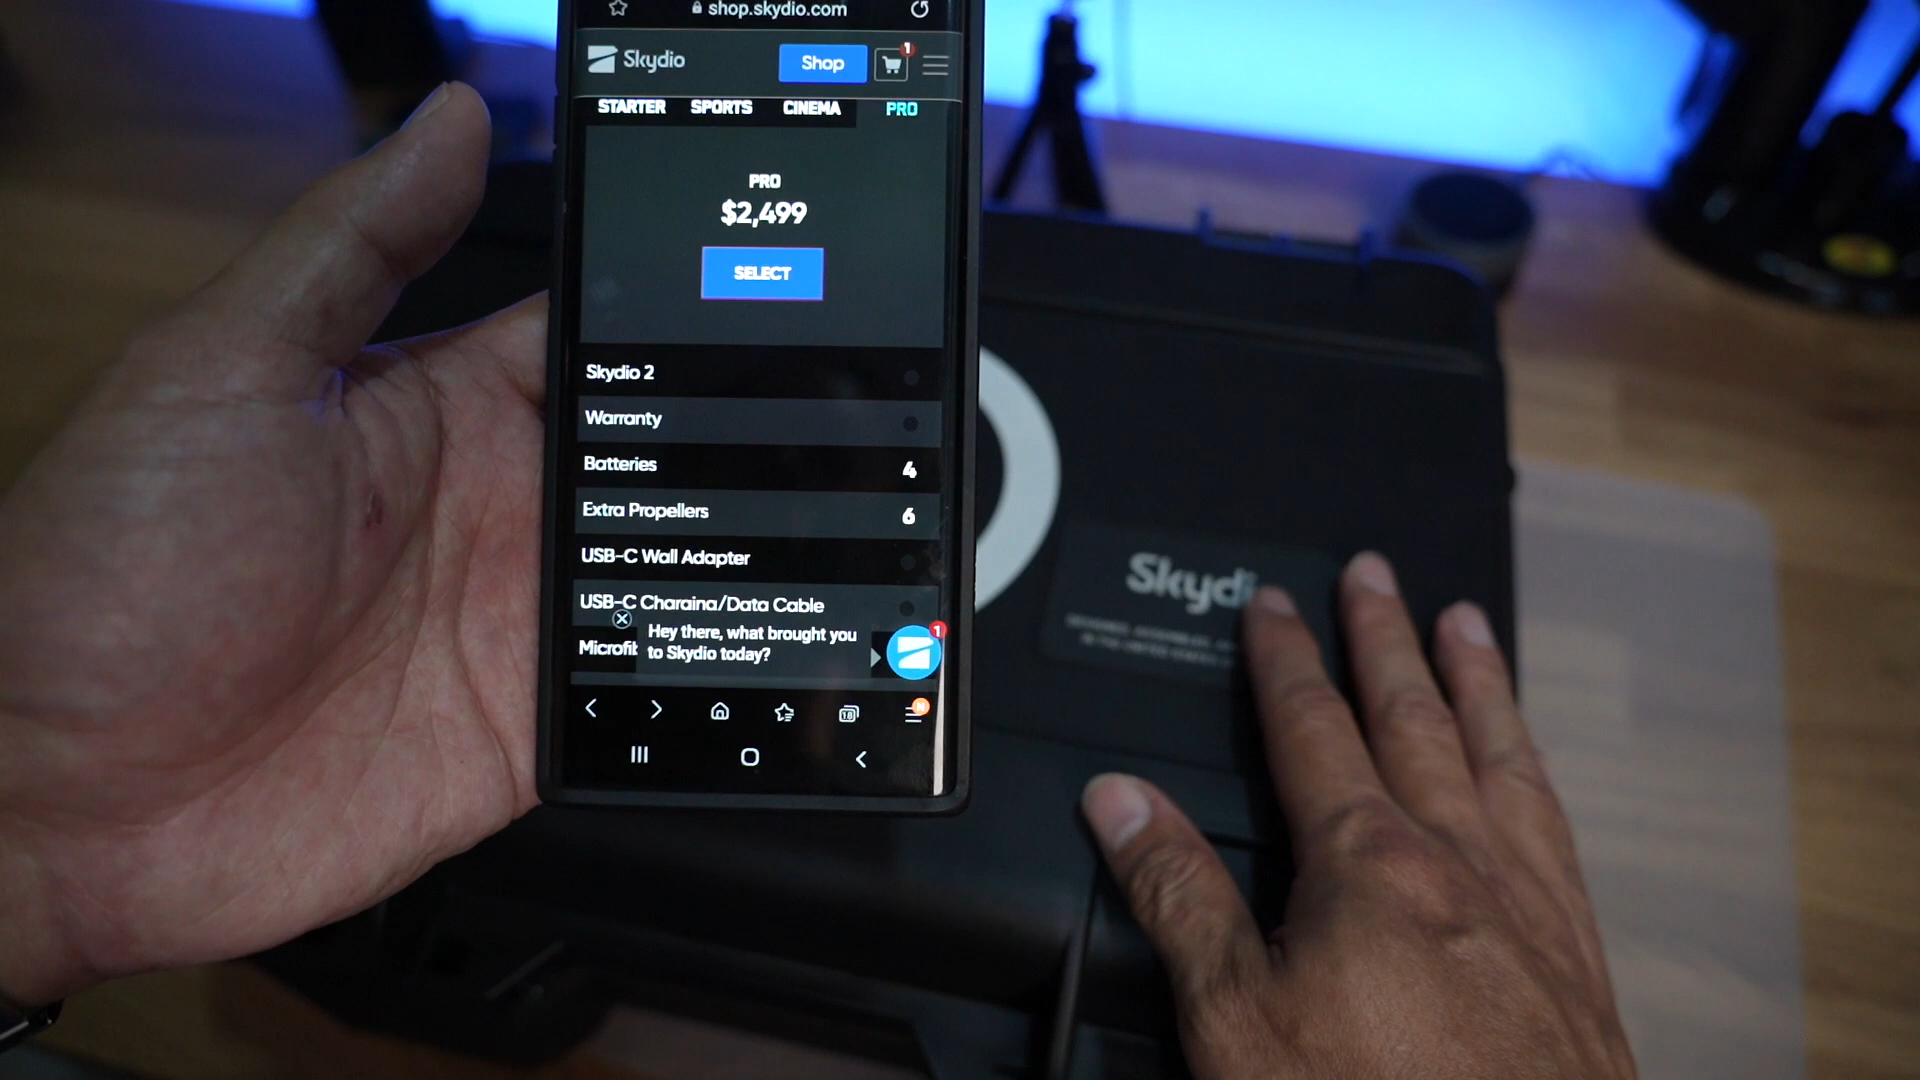 shop.skydio.com
Skydio
Shop
1
STARTER SPORTS CINEMA PRO
PRO
$2,499
SELECT
Skydio 2
Warranty
Batteries 4
Extra Propellers 6
USB-C Wall Adapter
USB-C Charging/Data Cable
Hey there, what brought you
to Skydio today?
1
18
N
Skydi